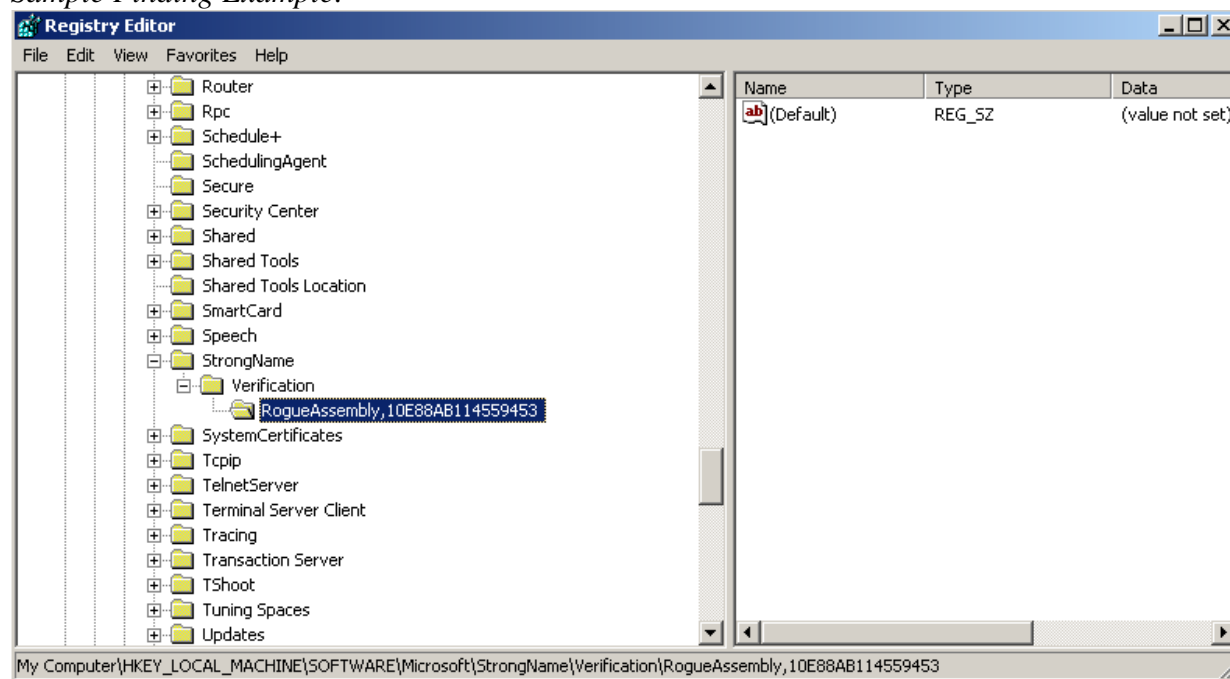 Sample Finding Example:
Registry Editor
File Edit View Favorites Help
Router
Rpc
Schedule+
SchedulingAgent
Secure
Security Center
Shared
Shared Tools
Shared Tools Location
SmartCard
Speech
StrongName
Verification
RogueAssembly,10E88AB114559453
SystemCertificates
Tcpip
TelnetServer
Terminal Server Client
Tracing
Transaction Server
TShoot
Tuning Spaces
Updates
Name Type Data
ab (Default) REG_SZ (value not set)
My Computer\HKEY_LOCAL_MACHINE\SOFTWARE\Microsoft\StrongName\Verification\RogueAssembly,10E88AB114559453